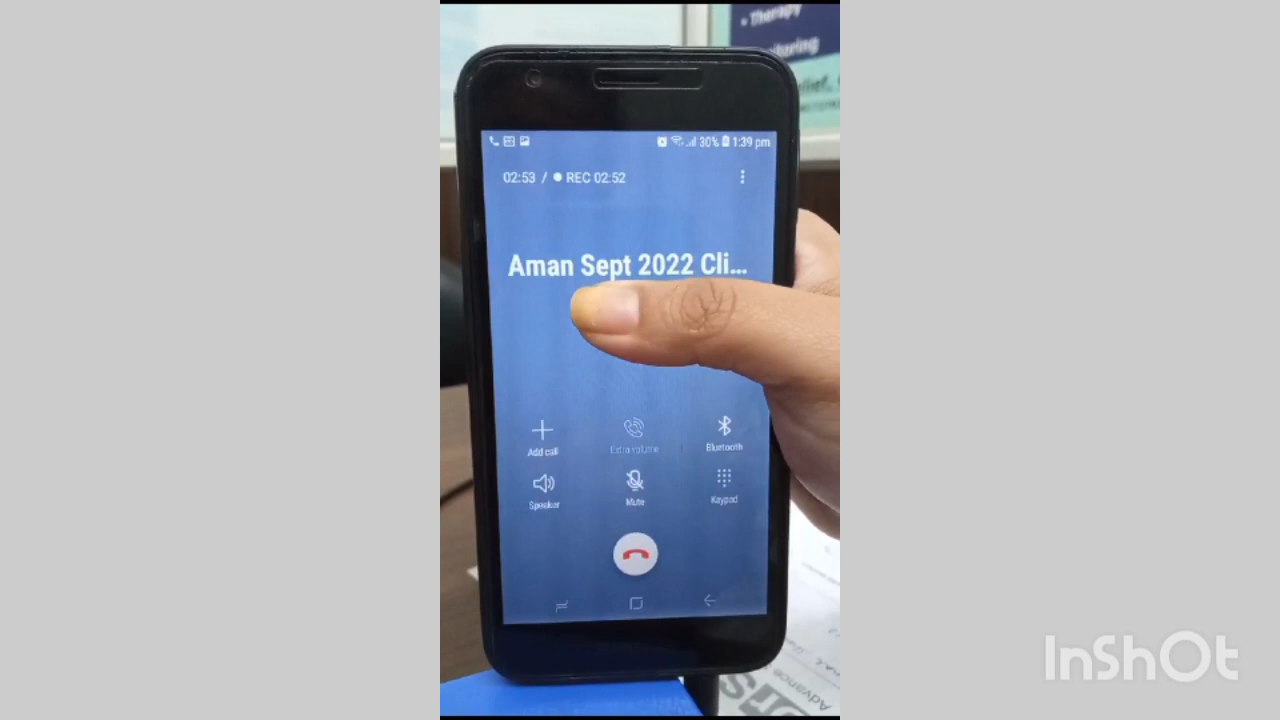 • Therapy
30% 1:39 pm
02:53 / ● REC 02:52
Aman Sept 2022 Cli...
Add call
Extra volume
Bluetooth
Speaker
Mute
Keypad
Advance
InShOt